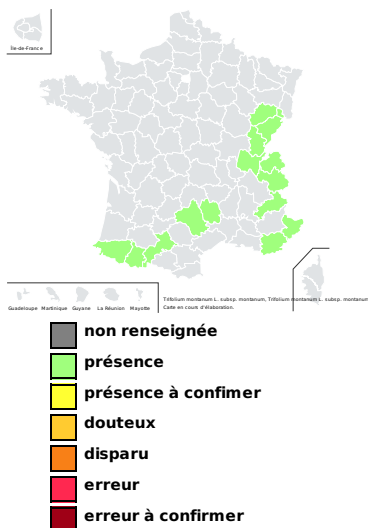 Île-de-France
Guadeloupe Martinique Guyane La Réunion Mayotte
Trifolium montanum L. subsp. montanum, Trifolium montanum L. subsp. montanum
Carte en cours d'élaboration.
non renseignée
présence
présence à confimer
douteux
disparu
erreur
erreur à confirmer